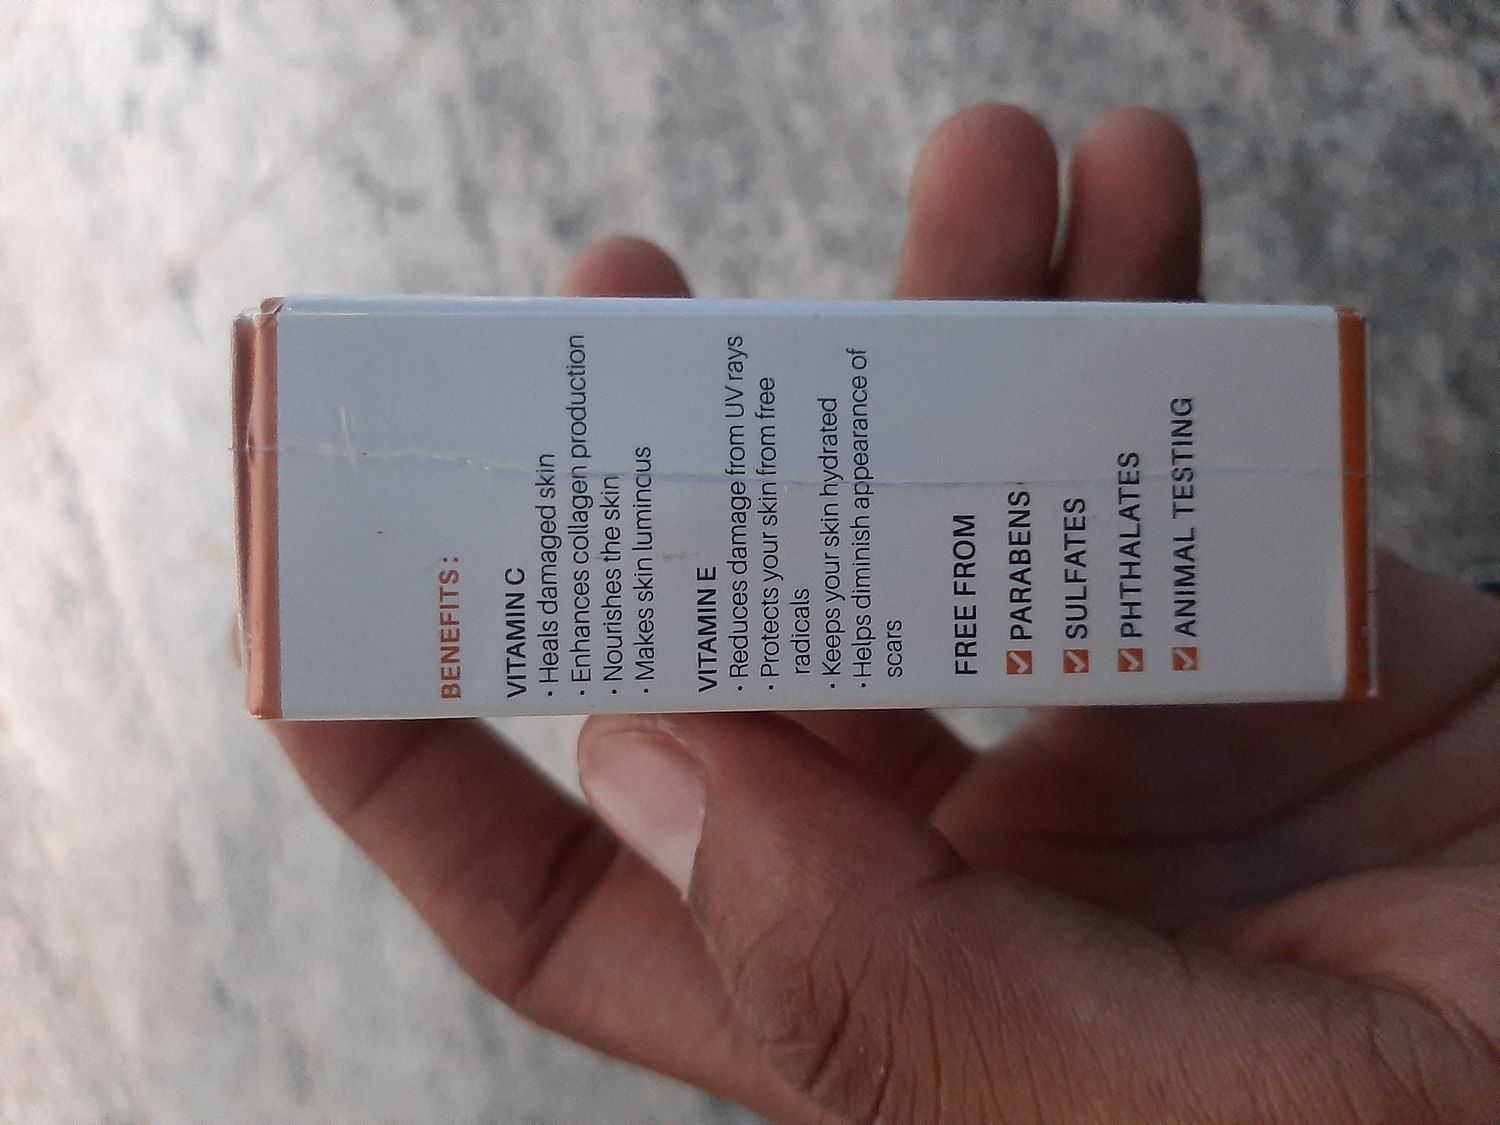 BENEFITS:
VITAMIN C
• Heals damaged skin
• Enhances collagen production
• Nourishes the skin
• Makes skin luminous
VITAMIN E
• Reduces damage from UV rays
• Protects your skin from free
radicals
• Keeps your skin hydrated
• Helps diminish appearance of
scars
FREE FROM
☑ PARABENS
☑ SULFATES
☑ PHTHALATES
☑ ANIMAL TESTING